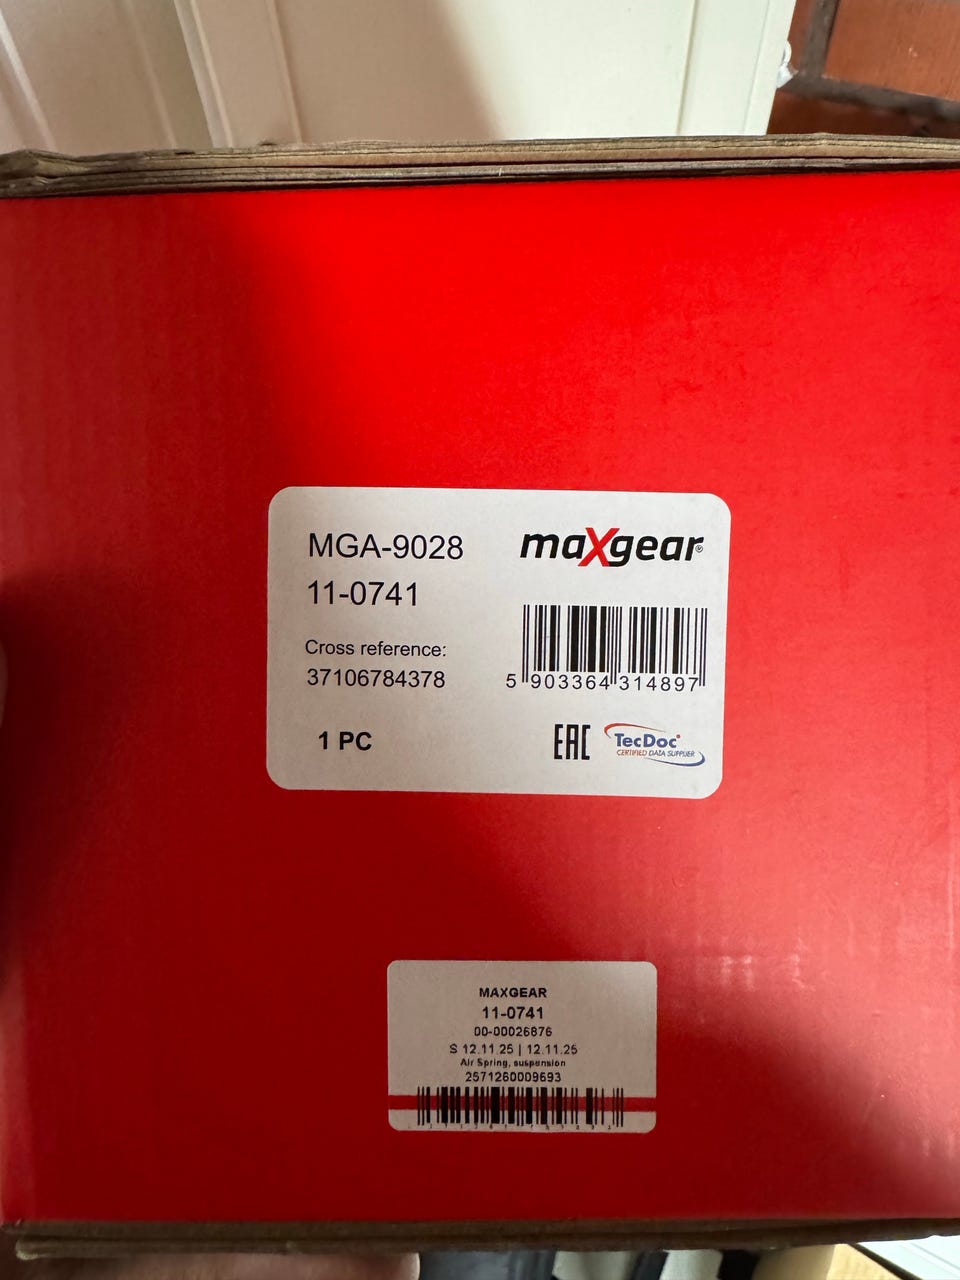 MGA-9028
11-0741
maXgear®
Cross reference:
37106784378
5 903364 314897
1 PC
EAC
TecDoc®
CERTIFIED DATA SUPPLIER
MAXGEAR
11-0741
00-00026876
S 12.11.25 | 12.11.25
Air Spring, suspension
2571260009693